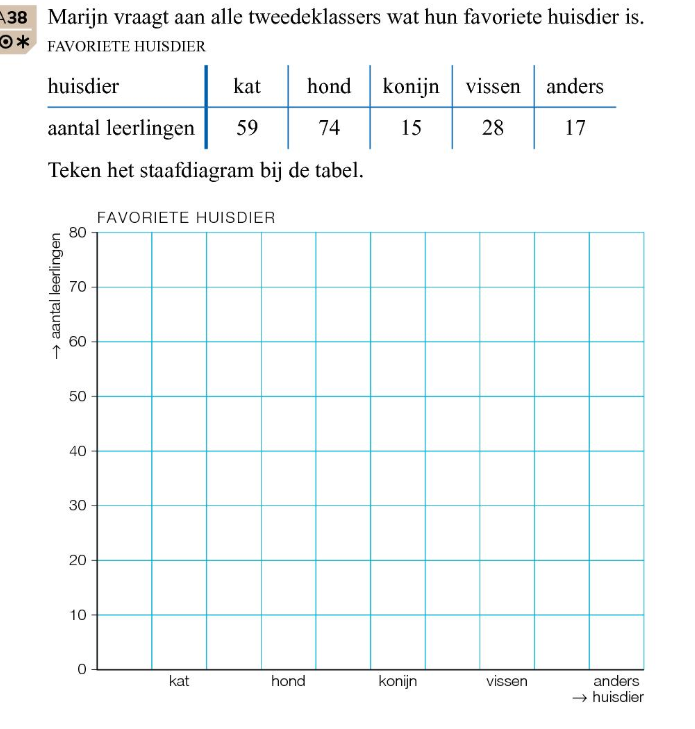 A38
Marijn vraagt aan alle tweedeklassers wat hun favoriete huisdier is.
FAVORIETE HUISDIER
huisdier kat hond konijn vissen anders
aantal leerlingen 59 74 15 28 17
Teken het staafdiagram bij de tabel.
FAVORIETE HUISDIER
→ aantal leerlingen
80
70
60
50
40
30
20
10
0
kat hond konijn vissen anders
→ huisdier